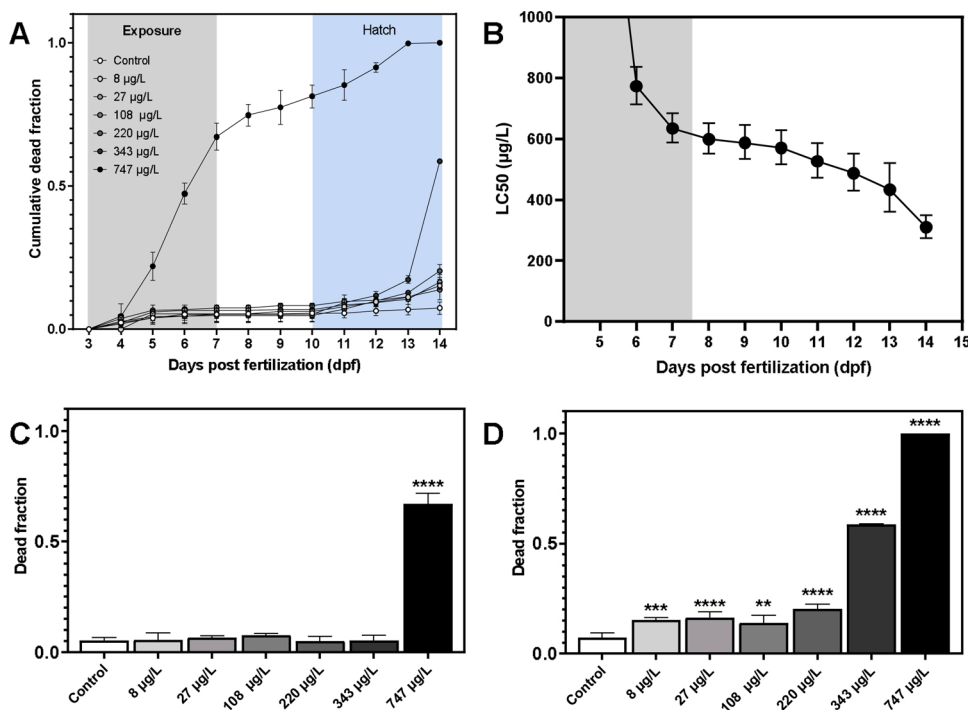 A
Exposure
Hatch
Control
8 µg/L
27 µg/L
108 µg/L
220 µg/L
343 µg/L
747 µg/L
1.0
0.5
0.0
Cumulative dead fraction
3 4 5 6 7 8 9 10 11 12 13 14
Days post fertilization (dpf)
B
1000
800
600
400
200
0
LC50 (µg/L)
5 6 7 8 9 10 11 12 13 14 15
Days post fertilization (dpf)
C
1.0
0.5
0.0
Dead fraction
****
Control
8 µg/L
27 µg/L
108 µg/L
220 µg/L
343 µg/L
747 µg/L
D
1.0
0.5
0.0
Dead fraction
***
****
**
****
****
****
Control
8 µg/L
27 µg/L
108 µg/L
220 µg/L
343 µg/L
747 µg/L